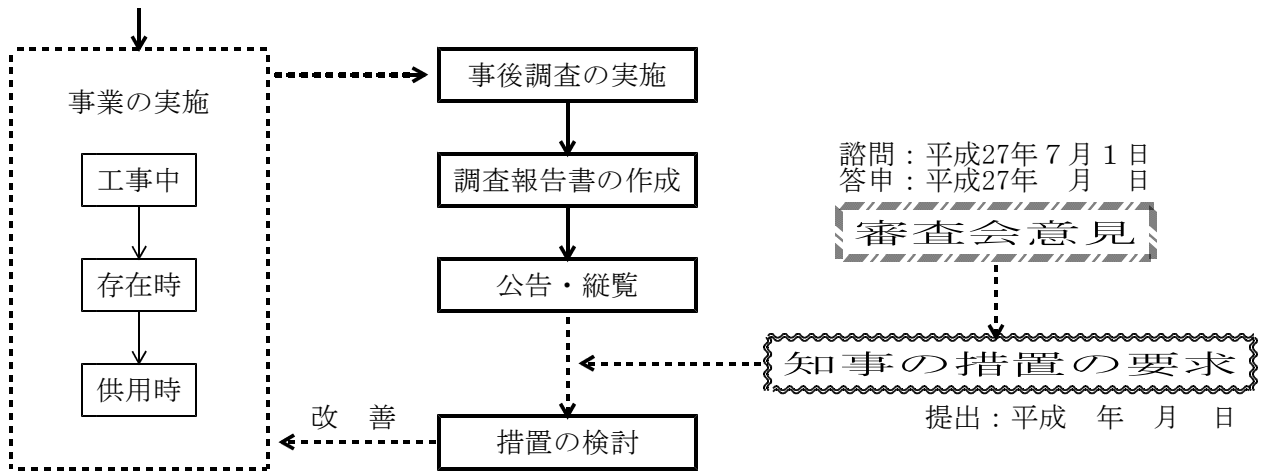 事業の実施
工事中
存在時
供用時
事後調査の実施
調査報告書の作成
公告・縦覧
改　善
措置の検討
諮問：平成27年７月１日
答申：平成27年　月　日
審査会意見
知事の措置の要求
提出：平成　年　月　日